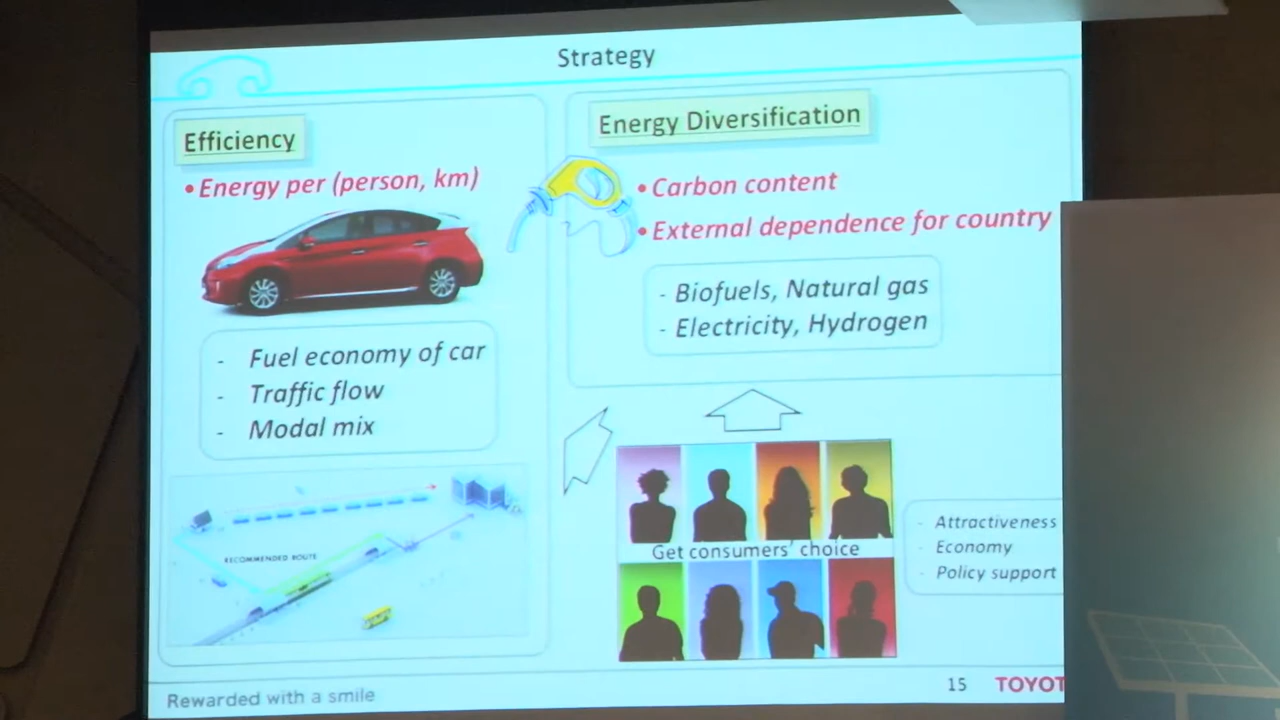 Strategy
Efficiency
• Energy per (person, km)
- Fuel economy of car
- Traffic flow
- Modal mix
RECOMMENDED ROUTE
Energy Diversification
• Carbon content
• External dependence for country
- Biofuels, Natural gas
- Electricity, Hydrogen
Get consumers' choice
- Attractiveness
- Economy
- Policy support
Rewarded with a smile
15
TOYOT